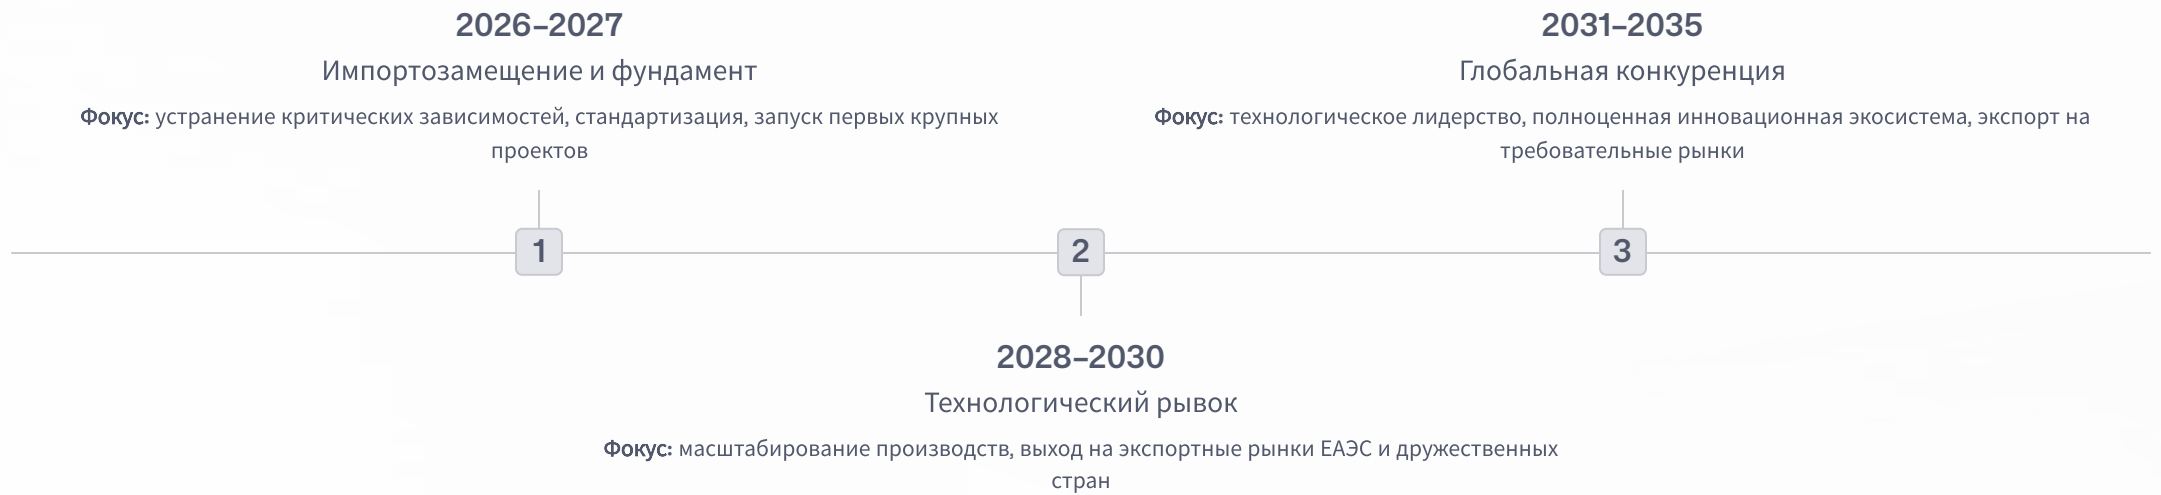 2026–2027
Импортозамещение и фундамент
Фокус: устранение критических зависимостей, стандартизация, запуск первых крупных
проектов
1
2031–2035
Глобальная конкуренция
Фокус: технологическое лидерство, полноценная инновационная экосистема, экспорт на
требовательные рынки
3
2
2028–2030
Технологический рывок
Фокус: масштабирование производств, выход на экспортные рынки ЕАЭС и дружественных
стран